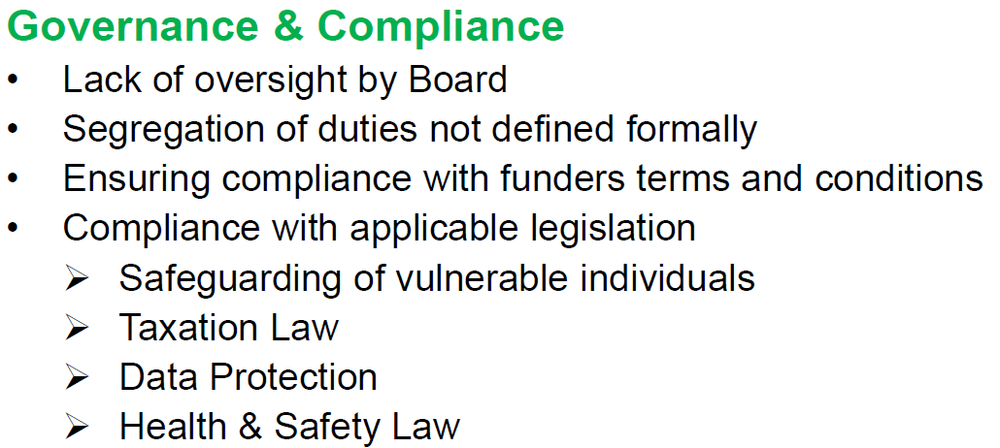 Governance & Compliance
• Lack of oversight by Board
• Segregation of duties not defined formally
• Ensuring compliance with funders terms and conditions
• Compliance with applicable legislation
➢ Safeguarding of vulnerable individuals
➢ Taxation Law
➢ Data Protection
➢ Health & Safety Law